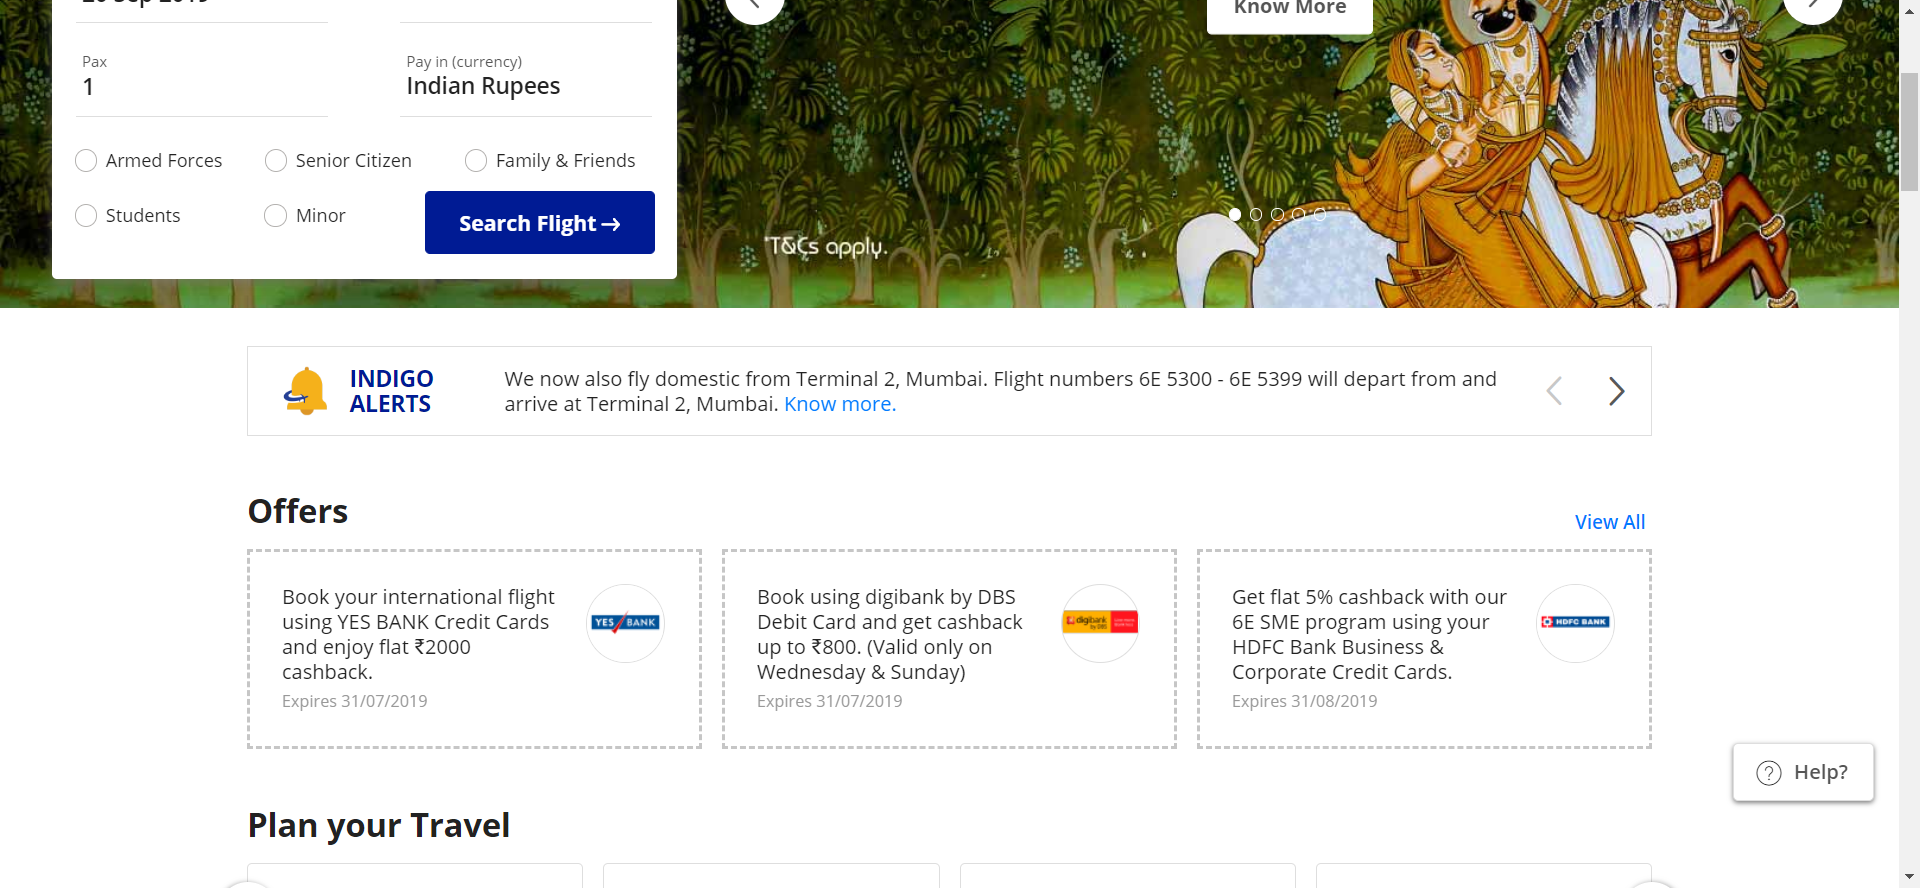 Know More
Pax
1
Pay in (currency)
Indian Rupees
Armed Forces
Senior Citizen
Family & Friends
Students
Minor
Search Flight
*T&Cs apply.
INDIGO
ALERTS
We now also fly domestic from Terminal 2, Mumbai. Flight numbers 6E 5300 - 6E 5399 will depart from and
arrive at Terminal 2, Mumbai. Know more.
Offers
View All
Book your international flight
using YES BANK Credit Cards
and enjoy flat ₹2000
cashback.
Expires 31/07/2019
YES BANK
Book using digibank by DBS
Debit Card and get cashback
up to ₹800. (Valid only on
Wednesday & Sunday)
Expires 31/07/2019
digibank
by DBS
Get flat 5% cashback with our
6E SME program using your
HDFC Bank Business &
Corporate Credit Cards.
Expires 31/08/2019
HDFC BANK
? Help?
Plan your Travel